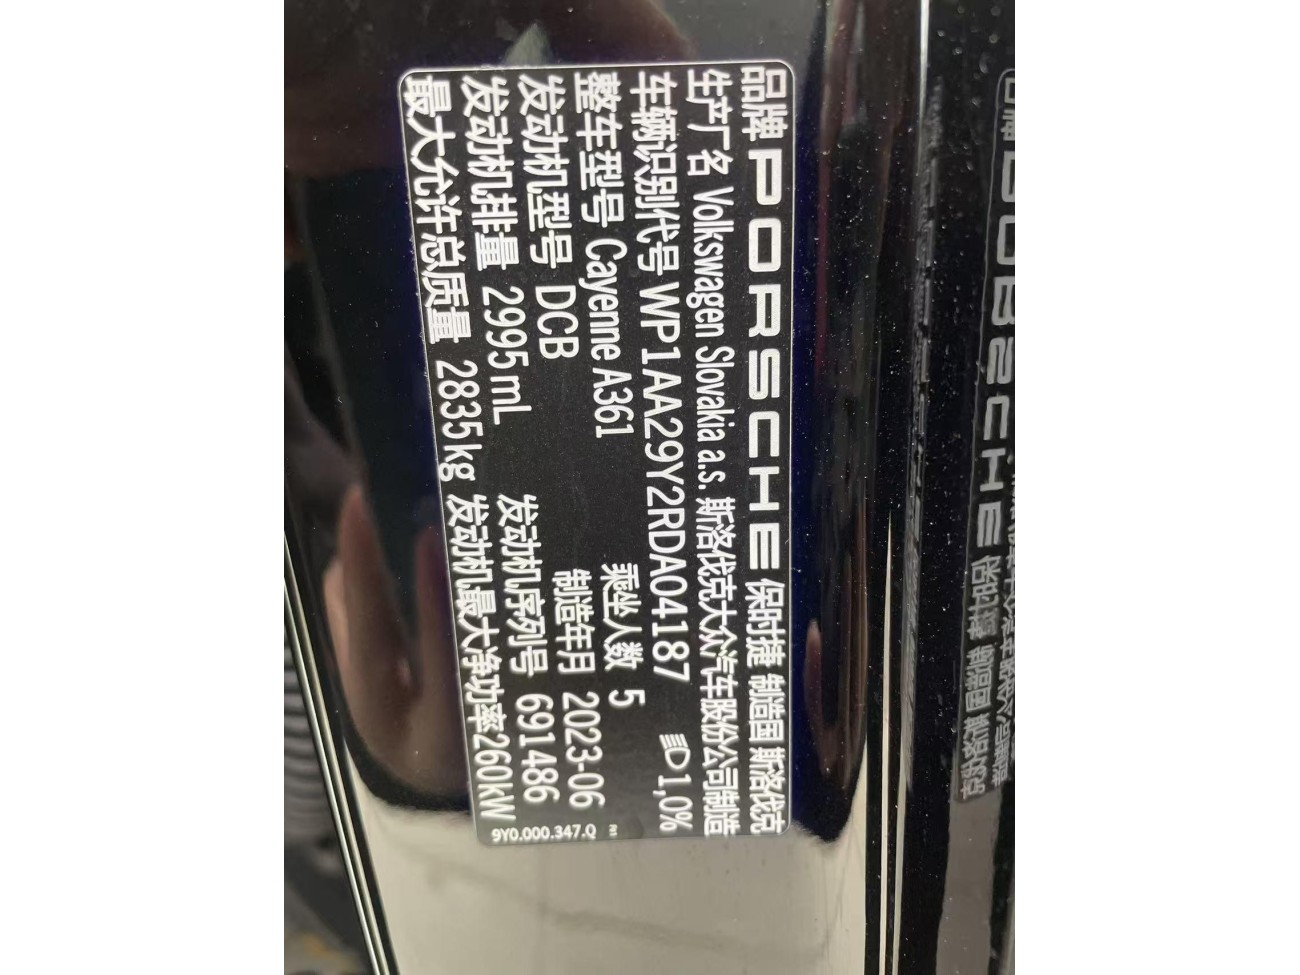 品牌 PORSCHE 保时捷 制造国 斯洛伐克
生产厂名 Volkswagen Slovakia a.s. 斯洛伐克大众汽车股份公司制造
车辆识别代号 WP1AA29Y2RDA04187 1,0%
整车型号 Cayenne A361 乘坐人数 5
发动机型号 DCB 制造年月 2023-06
发动机排量 2995mL 发动机序列号 691486
最大允许总质量 2835kg 发动机最大净功率260kW
9Y0.000.347.Q